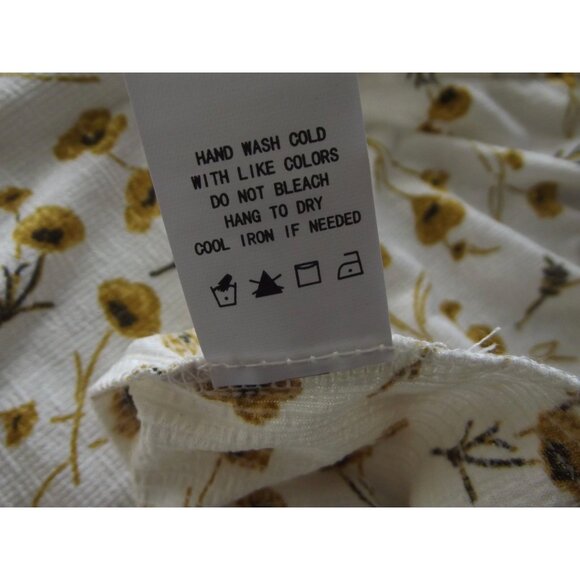 HAND WASH COLD
WITH LIKE COLORS
DO NOT BLEACH
HANG TO DRY
COOL IRON IF NEEDED